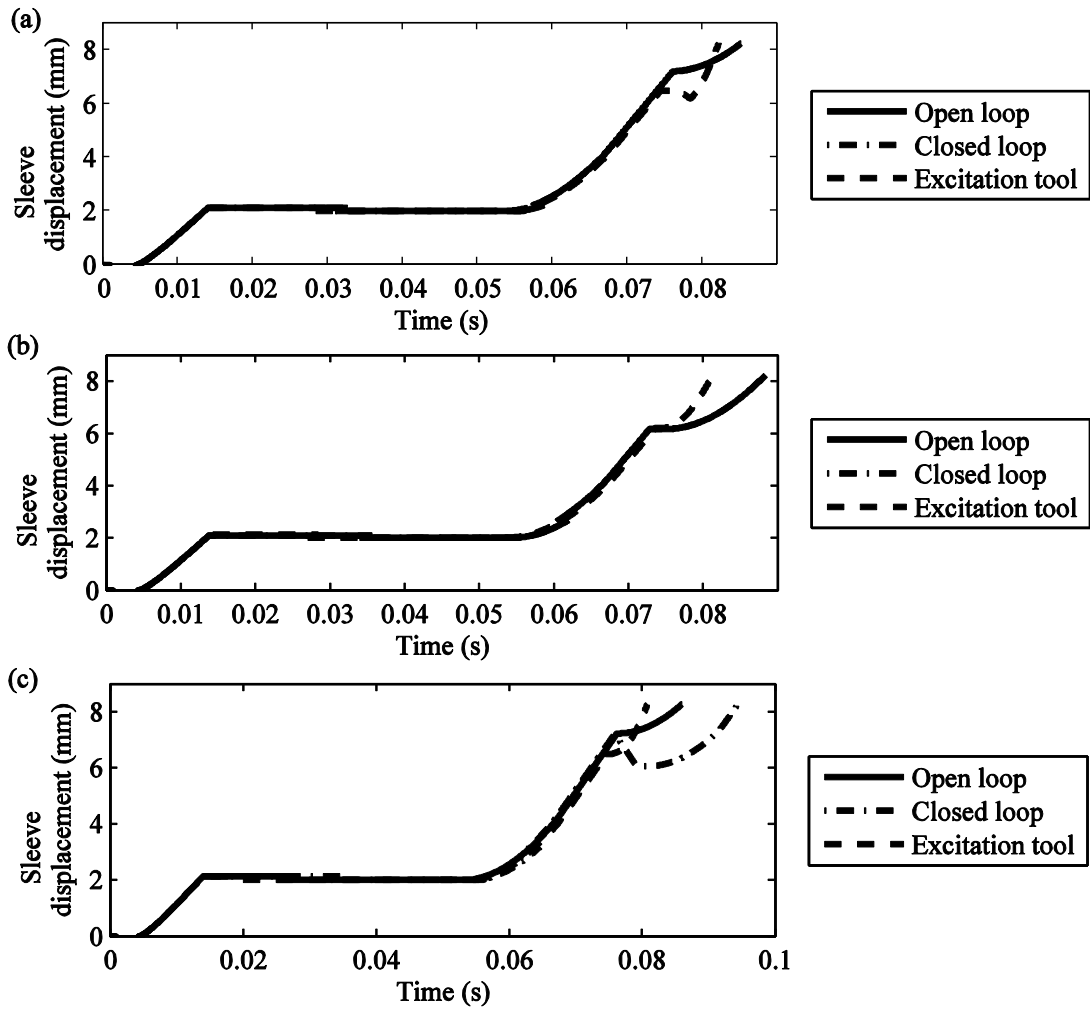 (a)
Sleeve
displacement (mm)
8
6
4
2
0
0 0.01 0.02 0.03 0.04 0.05 0.06 0.07 0.08
Time (s)
Open loop
Closed loop
Excitation tool
(b)
Sleeve
displacement (mm)
8
6
4
2
0
0 0.01 0.02 0.03 0.04 0.05 0.06 0.07 0.08
Time (s)
Open loop
Closed loop
Excitation tool
(c)
Sleeve
displacement (mm)
8
6
4
2
0
0 0.02 0.04 0.06 0.08 0.1
Time (s)
Open loop
Closed loop
Excitation tool